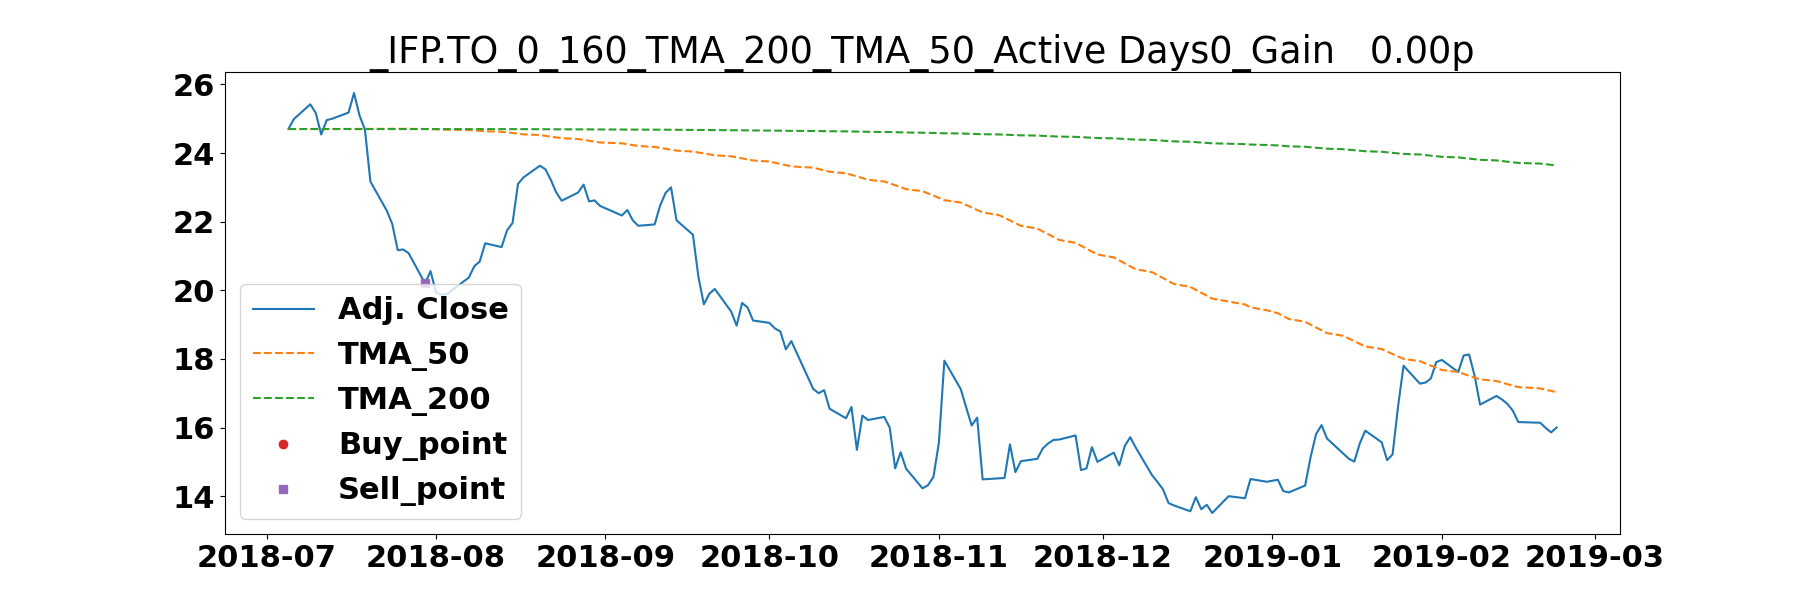 _IFP.TO_0_160_TMA_200_TMA_50_Active Days0_Gain   0.00p
26
24
22
20
18
16
14
Adj. Close
TMA_50
TMA_200
Buy_point
Sell_point
2018-07 2018-08 2018-09 2018-10 2018-11 2018-12 2019-01 2019-02 2019-03